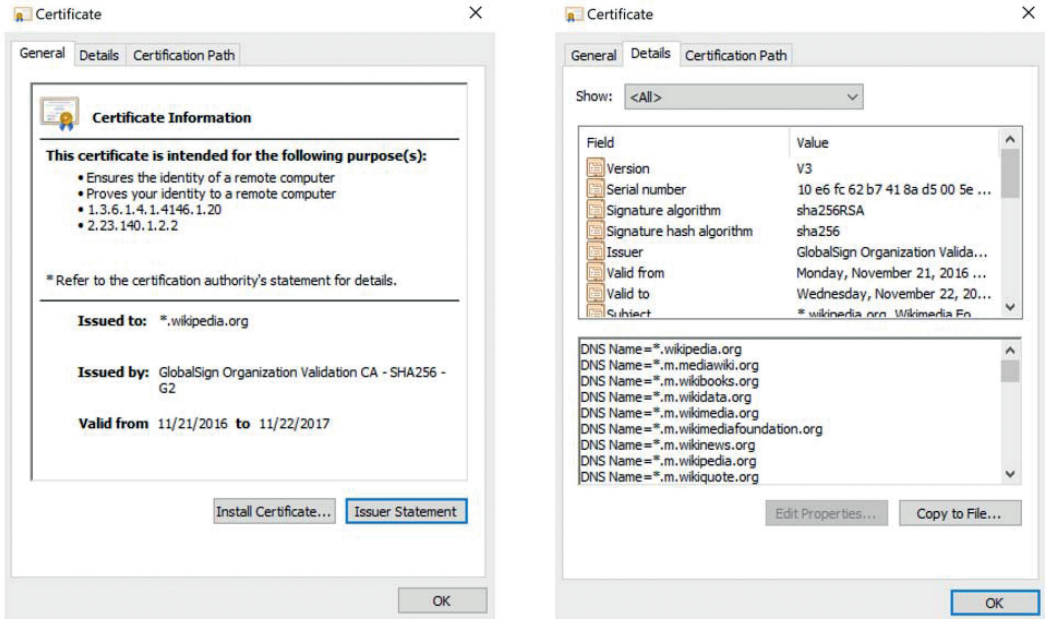 Certificate
General Details Certification Path
Certificate Information
This certificate is intended for the following purpose(s):
• Ensures the identity of a remote computer
• Proves your identity to a remote computer
• 1.3.6.1.4.1.4146.1.20
• 2.23.140.1.2.2
* Refer to the certification authority's statement for details.
Issued to: *.wikipedia.org
Issued by: GlobalSign Organization Validation CA - SHA256 -
G2
Valid from 11/21/2016 to 11/22/2017
Install Certificate... Issuer Statement
OK
Certificate
General Details Certification Path
Show: <All>
Field Value
Version V3
Serial number 10 e6 fc 62 b7 41 8a d5 00 5e ...
Signature algorithm sha256RSA
Signature hash algorithm sha256
Issuer GlobalSign Organization Valida...
Valid from Monday, November 21, 2016 ...
Valid to Wednesday, November 22, 20...
Subject *.wikipedia.org, Wikimedia Fo...
DNS Name=*.wikipedia.org
DNS Name=*.m.mediawiki.org
DNS Name=*.m.wikibooks.org
DNS Name=*.m.wikidata.org
DNS Name=*.m.wikimedia.org
DNS Name=*.m.wikimediafoundation.org
DNS Name=*.m.wikinews.org
DNS Name=*.m.wikipedia.org
DNS Name=*.m.wikiquote.org
Edit Properties... Copy to File...
OK